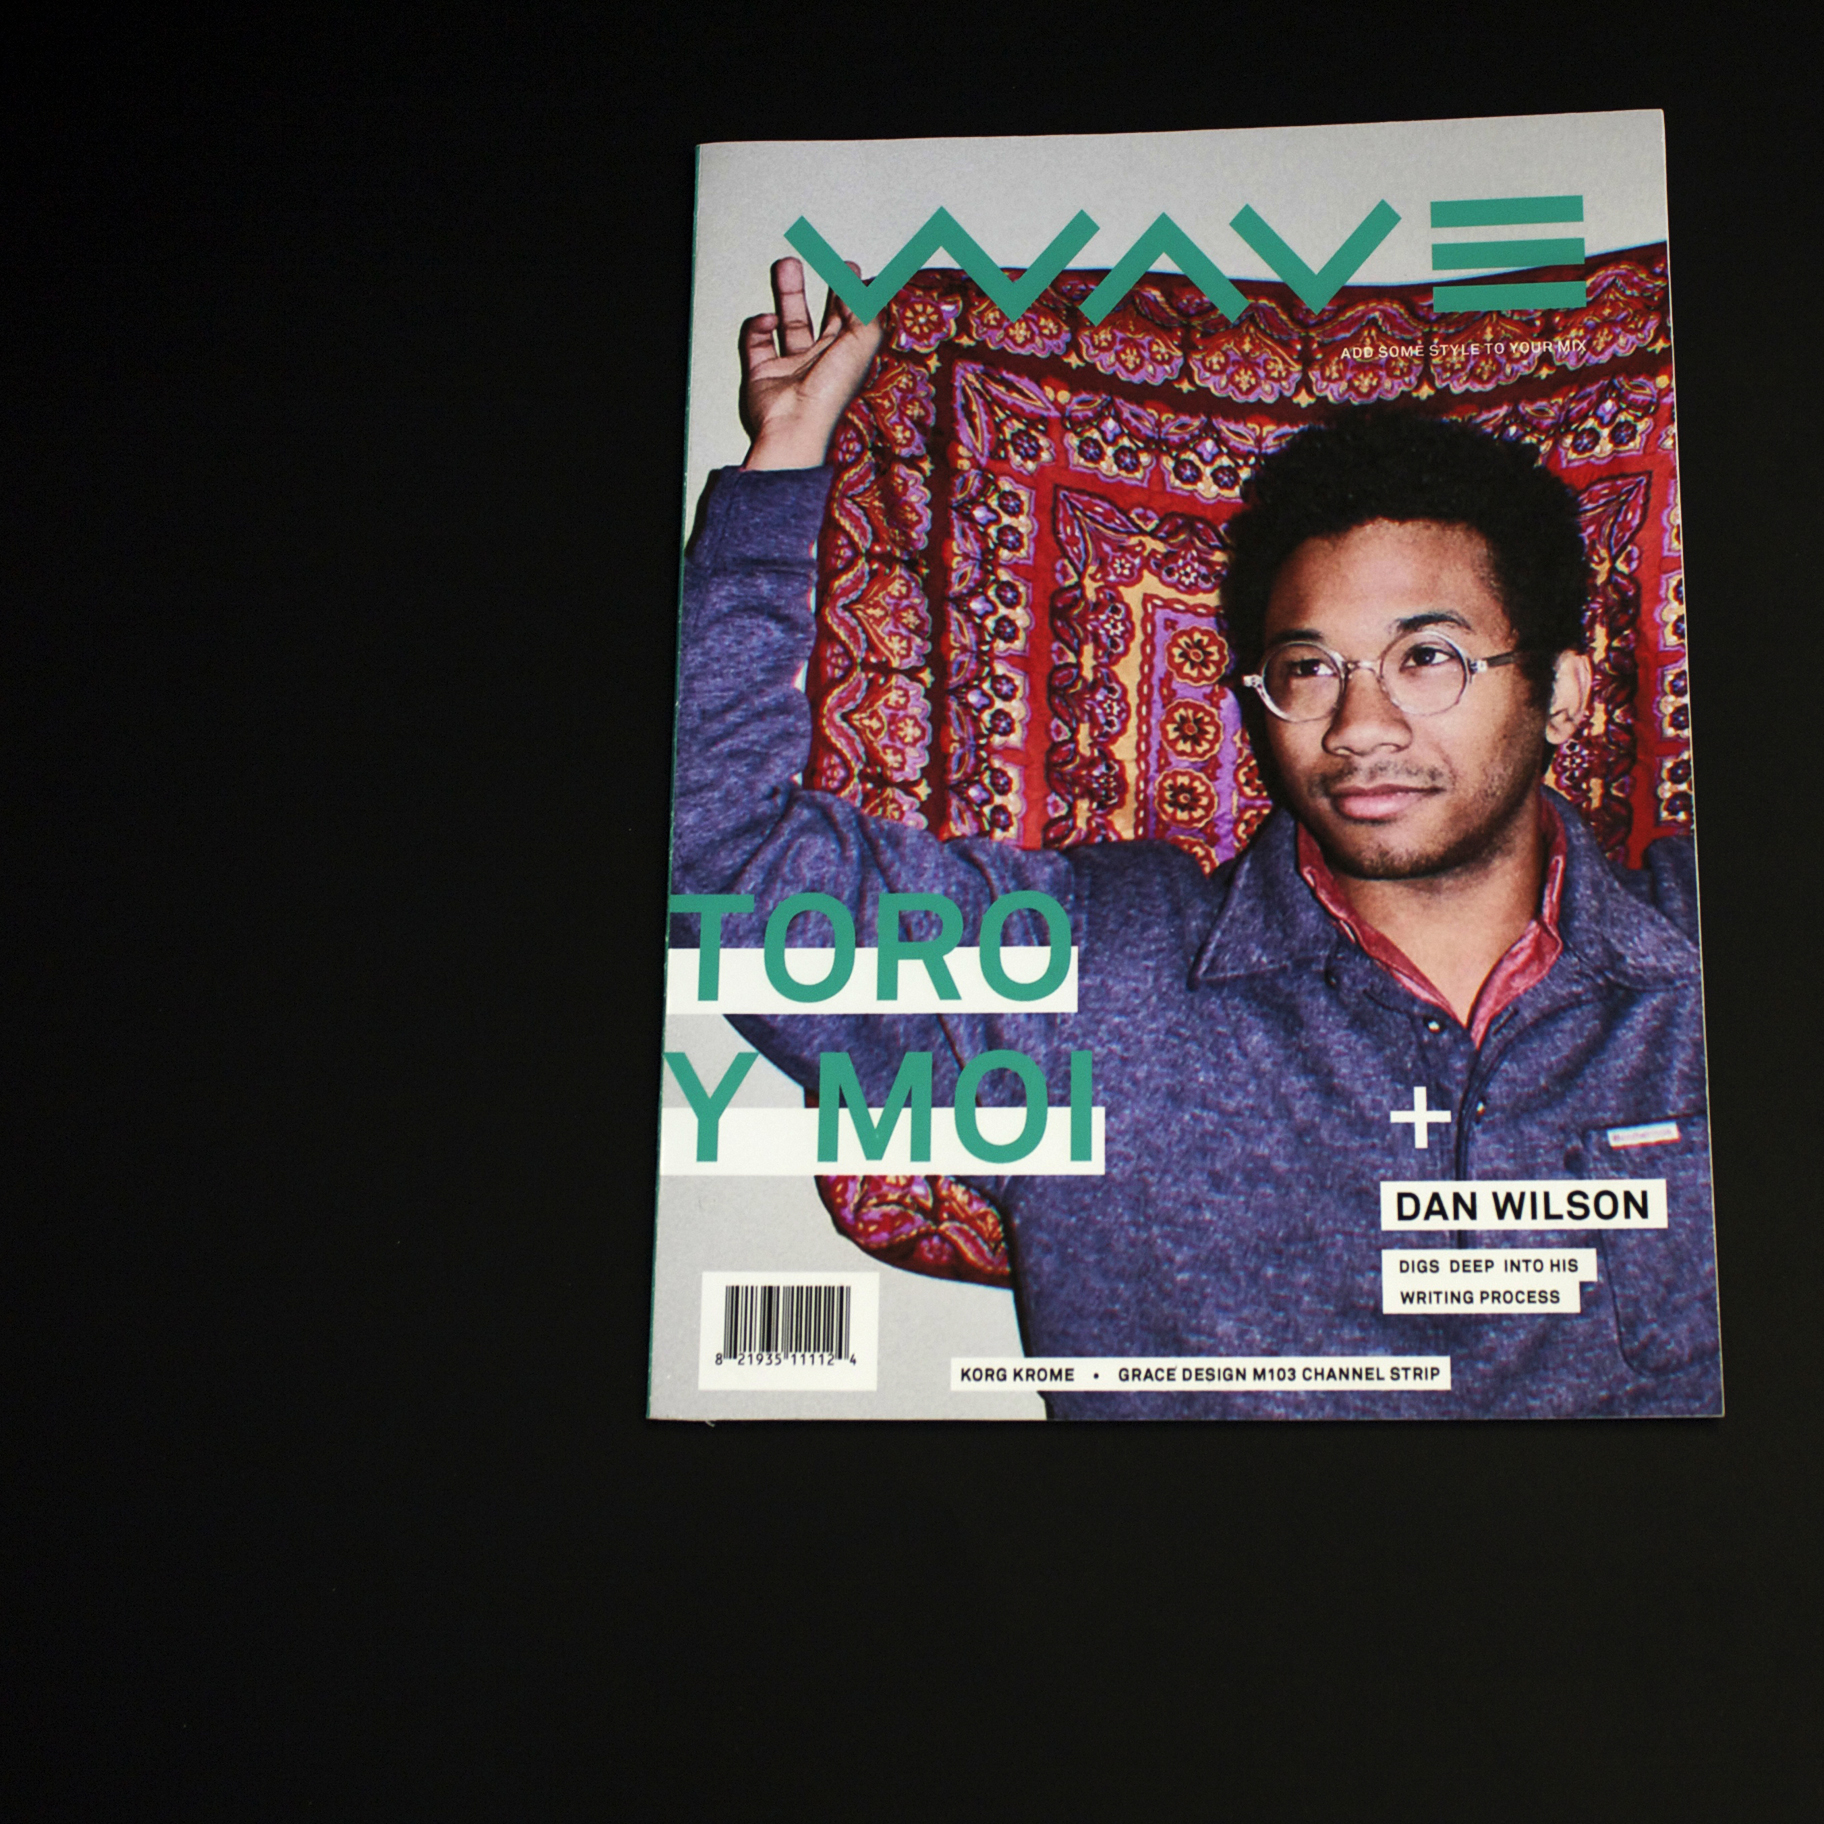 WAVE
ADD SOME STYLE TO YOUR MIX
TORO
Y MOI
+
DAN WILSON
DIGS DEEP INTO HIS
WRITING PROCESS
8 21935 11112 4
KORG KROME • GRACE DESIGN M103 CHANNEL STRIP